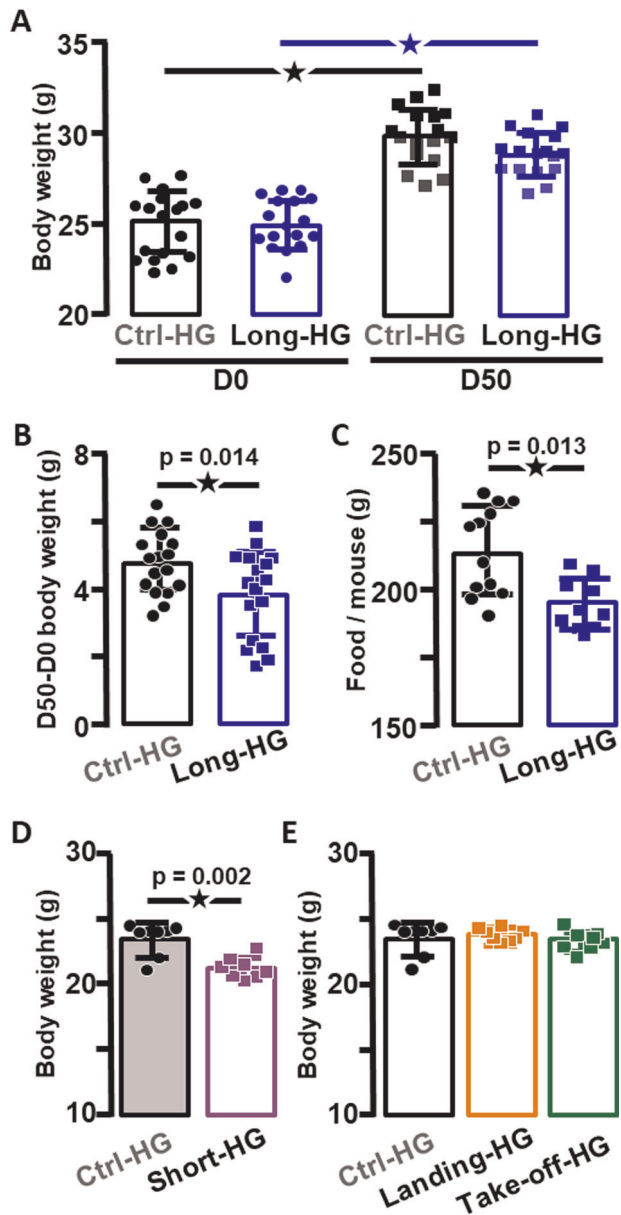 A
Body weight (g)
35
30
25
20
Ctrl-HG Long-HG Ctrl-HG Long-HG
D0 D50
B
D50-D0 body weight (g)
8
4
0
p = 0.014
Ctrl-HG
Long-HG
C
Food / mouse (g)
250
200
150
p = 0.013
Ctrl-HG
Long-HG
D
Body weight (g)
30
20
10
p = 0.002
Ctrl-HG
Short-HG
E
Body weight (g)
30
20
10
Ctrl-HG
Landing-HG
Take-off-HG